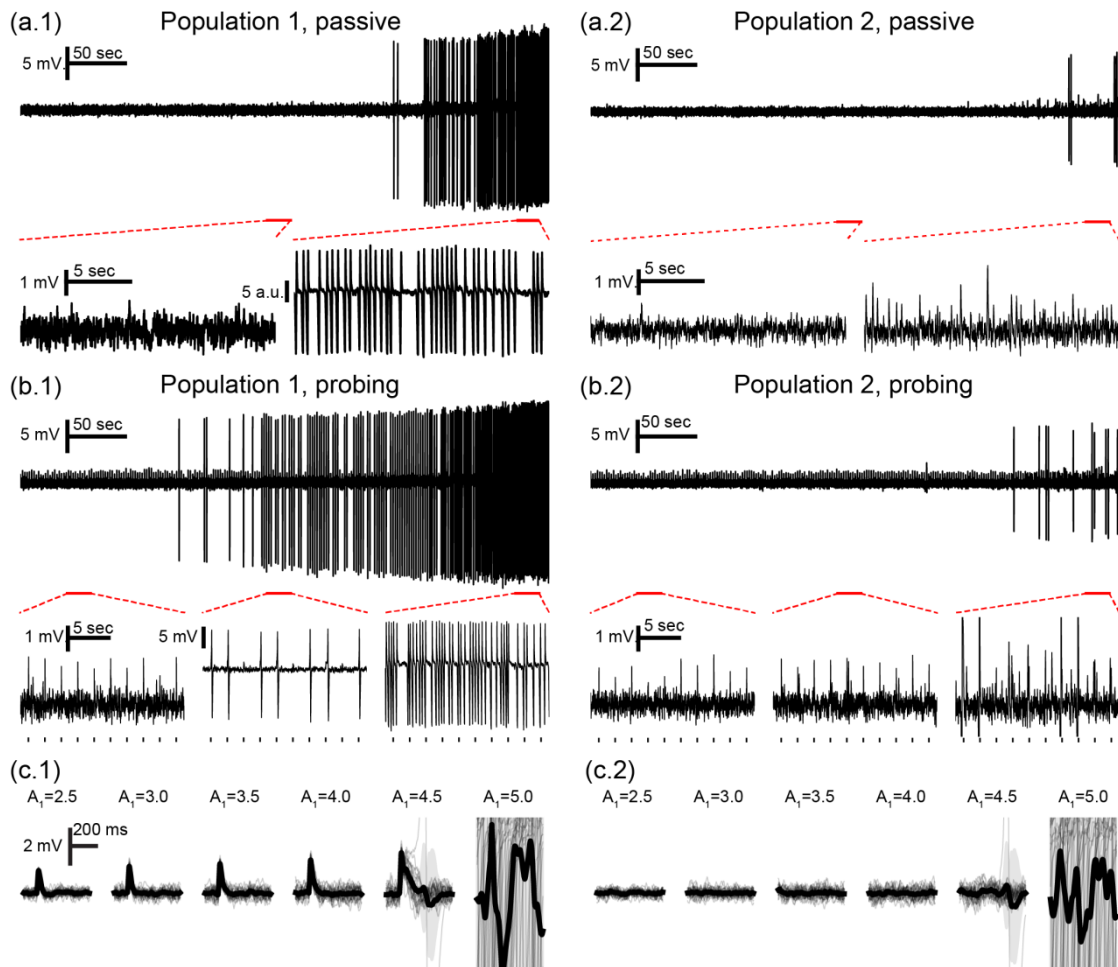 (a.1) Population 1, passive
50 sec
5 mV.
1 mV
5 sec
5 a.u.
(a.2) Population 2, passive
50 sec
5 mV
1 mV
5 sec
(b.1) Population 1, probing
50 sec
5 mV
1 mV
5 sec
5 mV
(b.2) Population 2, probing
50 sec
5 mV
1 mV
5 sec
(c.1)
A₁=2.5 A₁=3.0 A₁=3.5 A₁=4.0 A₁=4.5 A₁=5.0
200 ms
2 mV
(c.2)
A₁=2.5 A₁=3.0 A₁=3.5 A₁=4.0 A₁=4.5 A₁=5.0